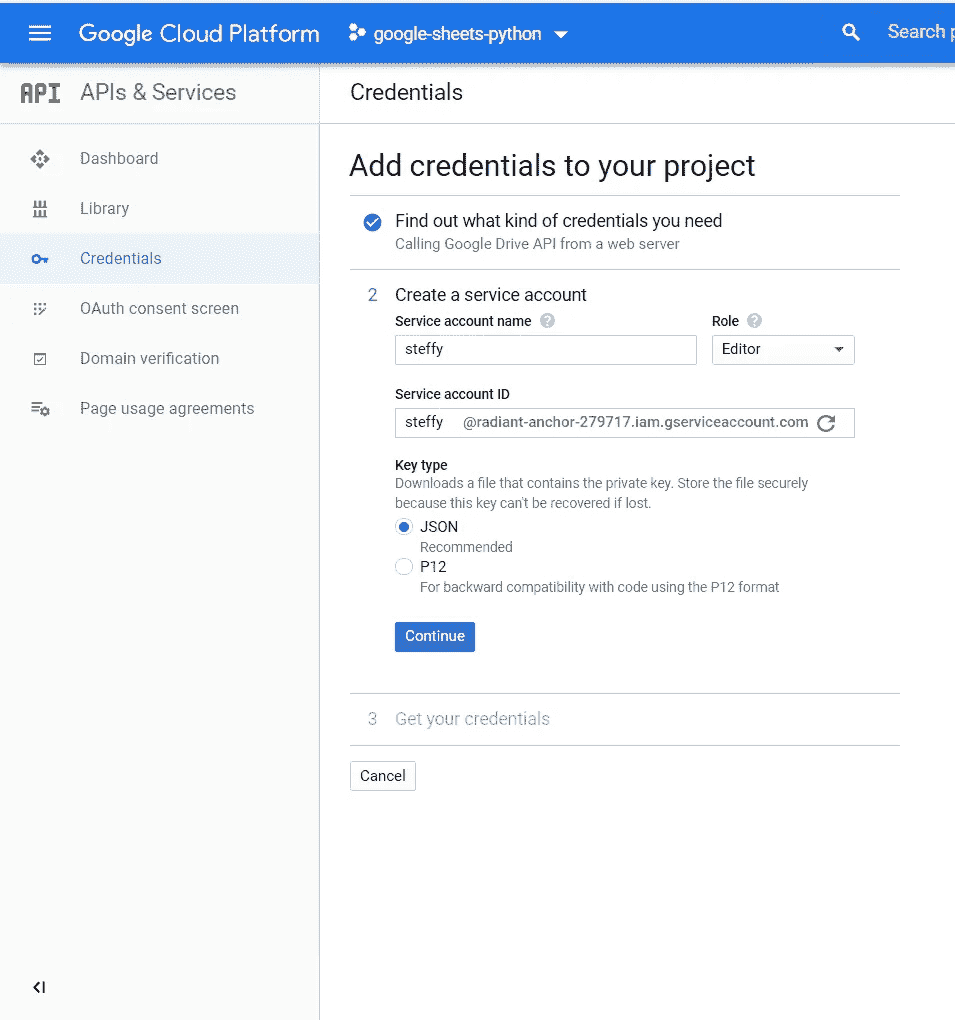 Google Cloud Platform google-sheets-python Search
API APIs & Services
Credentials
Dashboard
Library
Credentials
OAuth consent screen
Domain verification
Page usage agreements
Add credentials to your project
Find out what kind of credentials you need
Calling Google Drive API from a web server
2 Create a service account
Service account name ? Role ?
steffy Editor
Service account ID
steffy @radiant-anchor-279717.iam.gserviceaccount.com
Key type
Downloads a file that contains the private key. Store the file securely
because this key can't be recovered if lost.
JSON
Recommended
P12
For backward compatibility with code using the P12 format
Continue
3 Get your credentials
Cancel